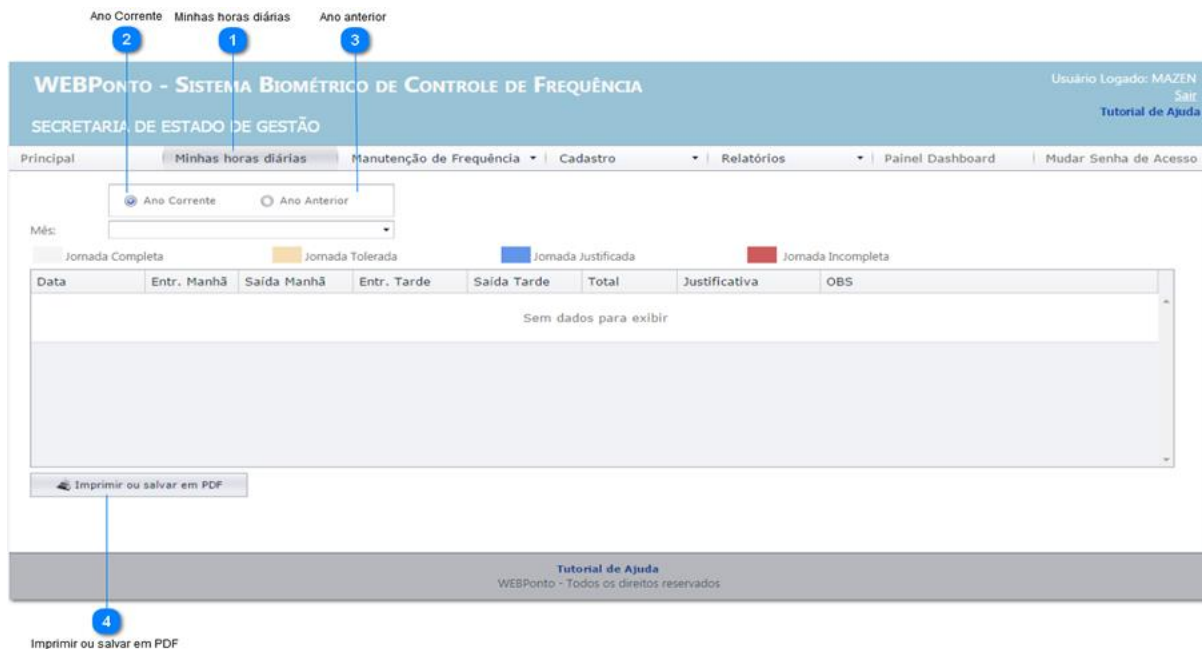 Ano Corrente Minhas horas diárias Ano anterior
2 1 3
WEBPONTO - SISTEMA BIOMÉTRICO DE CONTROLE DE FREQUÊNCIA
Usuário Logado: MAZEN
Sair
Tutorial de Ajuda
SECRETARIA DE ESTADO DE GESTÃO
Principal Minhas horas diárias Manutenção de Frequência Cadastro Relatórios Painel Dashboard Mudar Senha de Acesso
Ano Corrente Ano Anterior
Mês:
Jornada Completa Jornada Tolerada Jornada Justificada Jornada Incompleta
Data Entr. Manhã Saída Manhã Entr. Tarde Saída Tarde Total Justificativa OBS
Sem dados para exibir
Imprimir ou salvar em PDF
Tutorial de Ajuda
WEBPonto - Todos os direitos reservados
4
Imprimir ou salvar em PDF